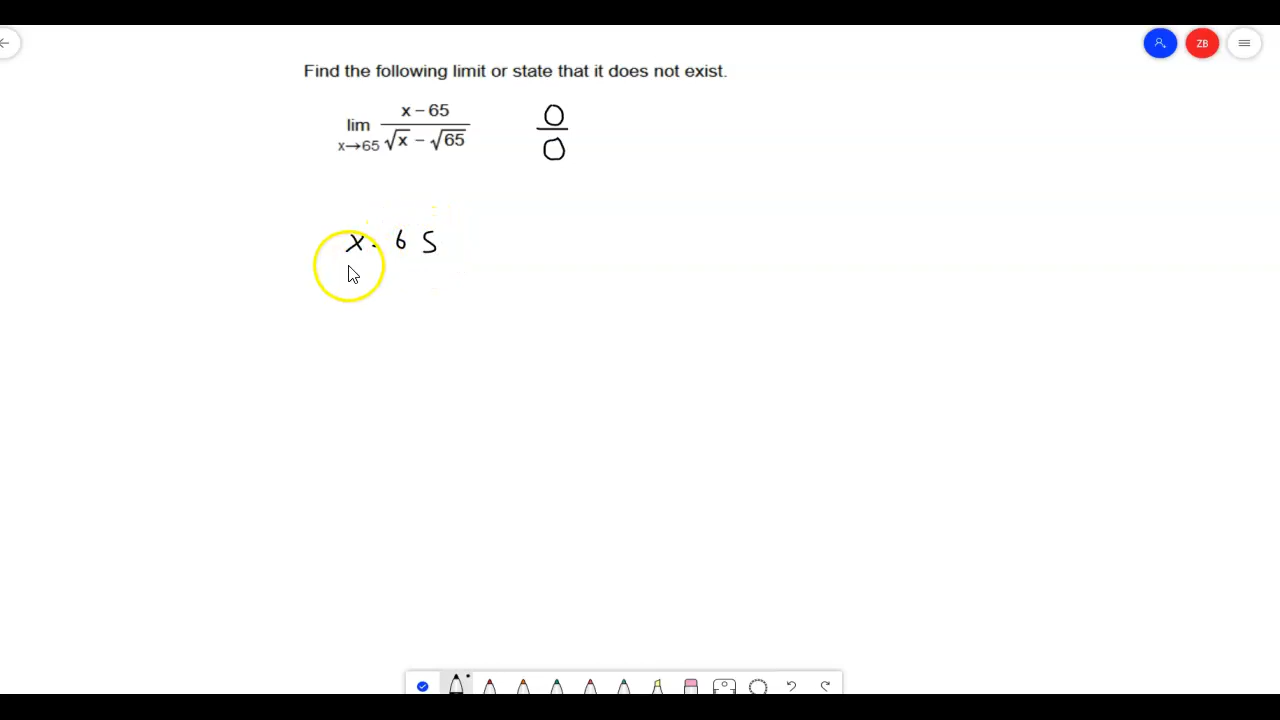 ZB
Find the following limit or state that it does not exist.
lim x→65 x − 65 / √x − √65
0 / 0
x - 6 5